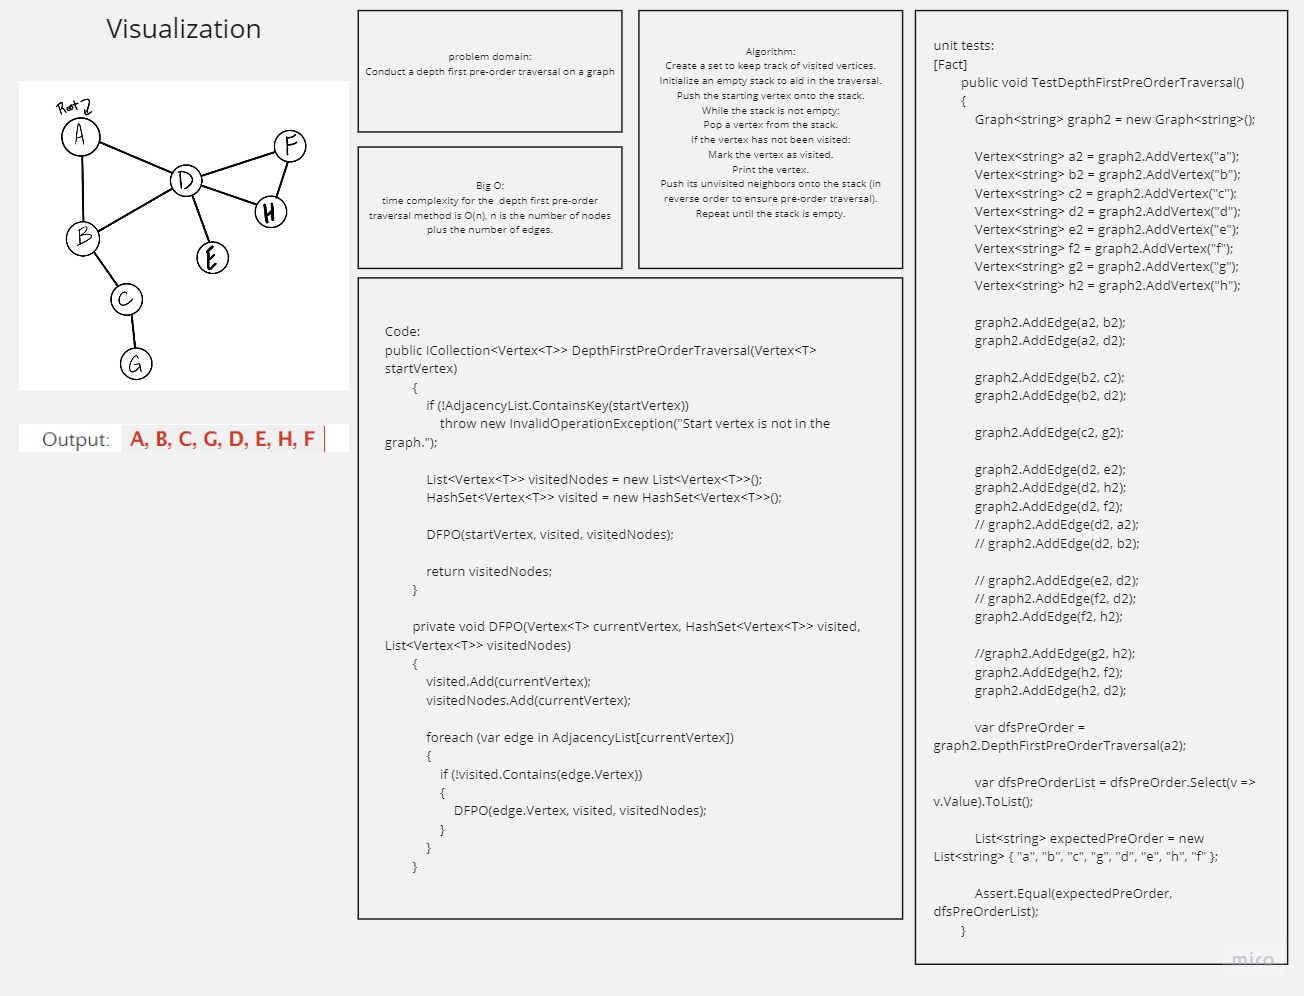 Visualization
Root
A
D
F
H
B
E
C
G
Output: A, B, C, G, D, E, H, F
problem domain:
Conduct a depth first pre-order traversal on a graph
Big O:
time complexity for the depth first pre-order
traversal method is O(n), n is the number of nodes
plus the number of edges.
Algorithm:
Create a set to keep track of visited vertices.
Initialize an empty stack to aid in the traversal.
Push the starting vertex onto the stack.
While the stack is not empty:
Pop a vertex from the stack.
If the vertex has not been visited:
Mark the vertex as visited.
Print the vertex.
Push its unvisited neighbors onto the stack (in
reverse order to ensure pre-order traversal).
Repeat until the stack is empty.
Code:
public ICollection<Vertex<T>> DepthFirstPreOrderTraversal(Vertex<T>
startVertex)
{
if (!AdjacencyList.ContainsKey(startVertex))
throw new InvalidOperationException("Start vertex is not in the
graph.");
List<Vertex<T>> visitedNodes = new List<Vertex<T>>();
HashSet<Vertex<T>> visited = new HashSet<Vertex<T>>();
DFPO(startVertex, visited, visitedNodes);
return visitedNodes;
}
private void DFPO(Vertex<T> currentVertex, HashSet<Vertex<T>> visited,
List<Vertex<T>> visitedNodes)
{
visited.Add(currentVertex);
visitedNodes.Add(currentVertex);
foreach (var edge in AdjacencyList[currentVertex])
{
if (!visited.Contains(edge.Vertex))
{
DFPO(edge.Vertex, visited, visitedNodes);
}
}
}
unit tests:
[Fact]
public void TestDepthFirstPreOrderTraversal()
{
Graph<string> graph2 = new Graph<string>();
Vertex<string> a2 = graph2.AddVertex("a");
Vertex<string> b2 = graph2.AddVertex("b");
Vertex<string> c2 = graph2.AddVertex("c");
Vertex<string> d2 = graph2.AddVertex("d");
Vertex<string> e2 = graph2.AddVertex("e");
Vertex<string> f2 = graph2.AddVertex("f");
Vertex<string> g2 = graph2.AddVertex("g");
Vertex<string> h2 = graph2.AddVertex("h");
graph2.AddEdge(a2, b2);
graph2.AddEdge(a2, d2);
graph2.AddEdge(b2, c2);
graph2.AddEdge(b2, d2);
graph2.AddEdge(c2, g2);
graph2.AddEdge(d2, e2);
graph2.AddEdge(d2, h2);
graph2.AddEdge(d2, f2);
// graph2.AddEdge(d2, a2);
// graph2.AddEdge(d2, b2);
// graph2.AddEdge(e2, d2);
// graph2.AddEdge(f2, d2);
graph2.AddEdge(f2, h2);
//graph2.AddEdge(g2, h2);
graph2.AddEdge(h2, f2);
graph2.AddEdge(h2, d2);
var dfsPreOrder =
graph2.DepthFirstPreOrderTraversal(a2);
var dfsPreOrderList = dfsPreOrder.Select(v =>
v.Value).ToList();
List<string> expectedPreOrder = new
List<string> { "a", "b", "c", "g", "d", "e", "h", "f" };
Assert.Equal(expectedPreOrder,
dfsPreOrderList);
}
miro